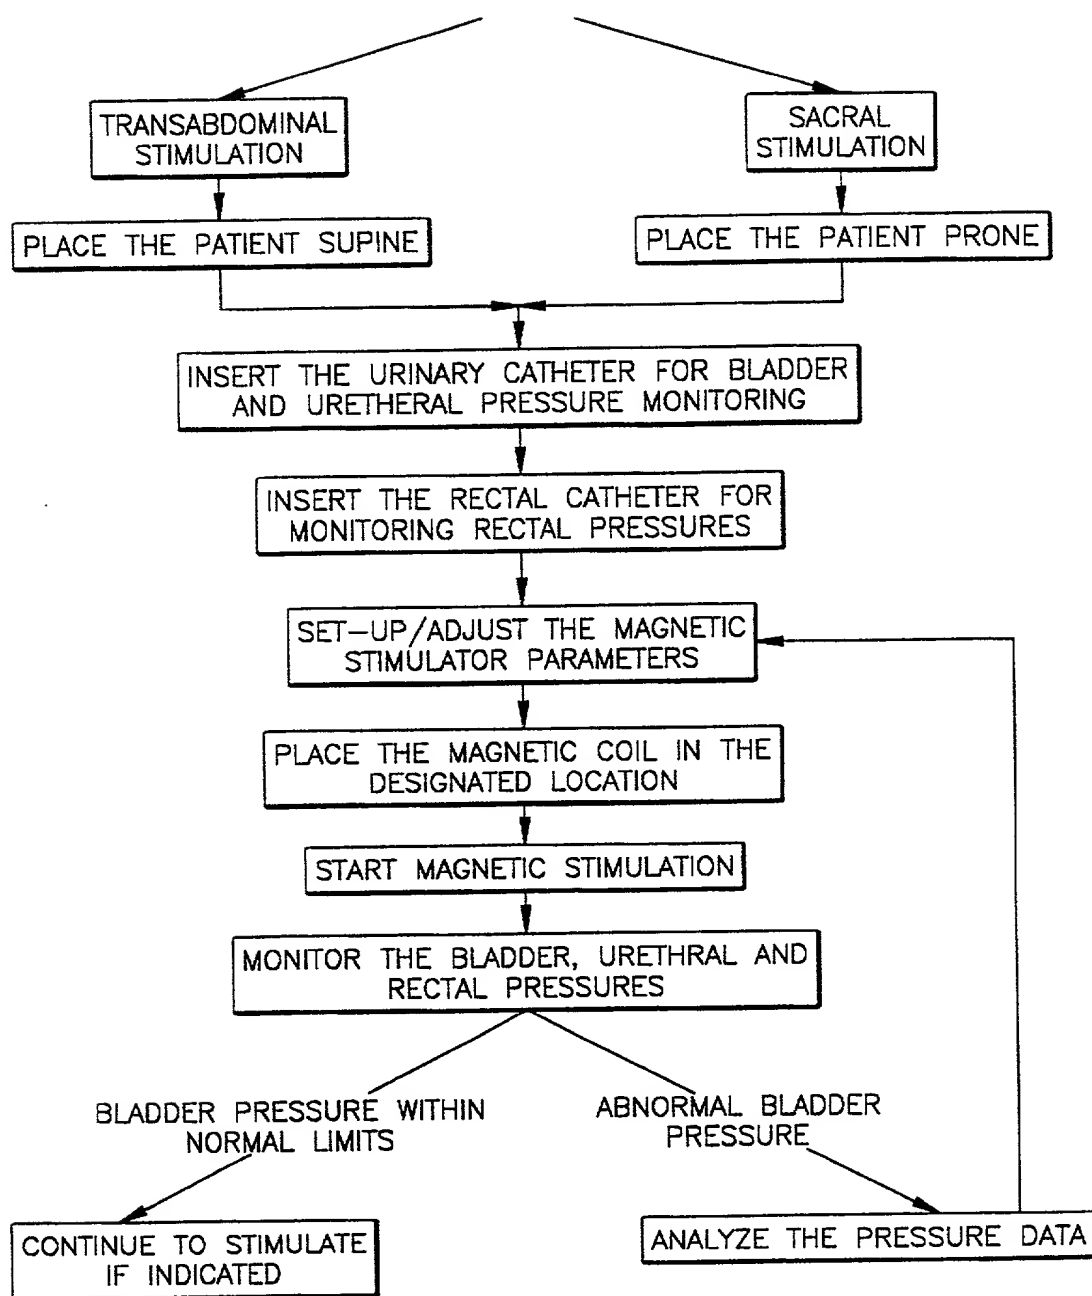 TRANSABDOMINAL
STIMULATION
SACRAL
STIMULATION
PLACE THE PATIENT SUPINE
PLACE THE PATIENT PRONE
INSERT THE URINARY CATHETER FOR BLADDER
AND URETHERAL PRESSURE MONITORING
INSERT THE RECTAL CATHETER FOR
MONITORING RECTAL PRESSURES
SET-UP/ADJUST THE MAGNETIC
STIMULATOR PARAMETERS
PLACE THE MAGNETIC COIL IN THE
DESIGNATED LOCATION
START MAGNETIC STIMULATION
MONITOR THE BLADDER, URETHRAL AND
RECTAL PRESSURES
BLADDER PRESSURE WITHIN
NORMAL LIMITS
ABNORMAL BLADDER
PRESSURE
CONTINUE TO STIMULATE
IF INDICATED
ANALYZE THE PRESSURE DATA